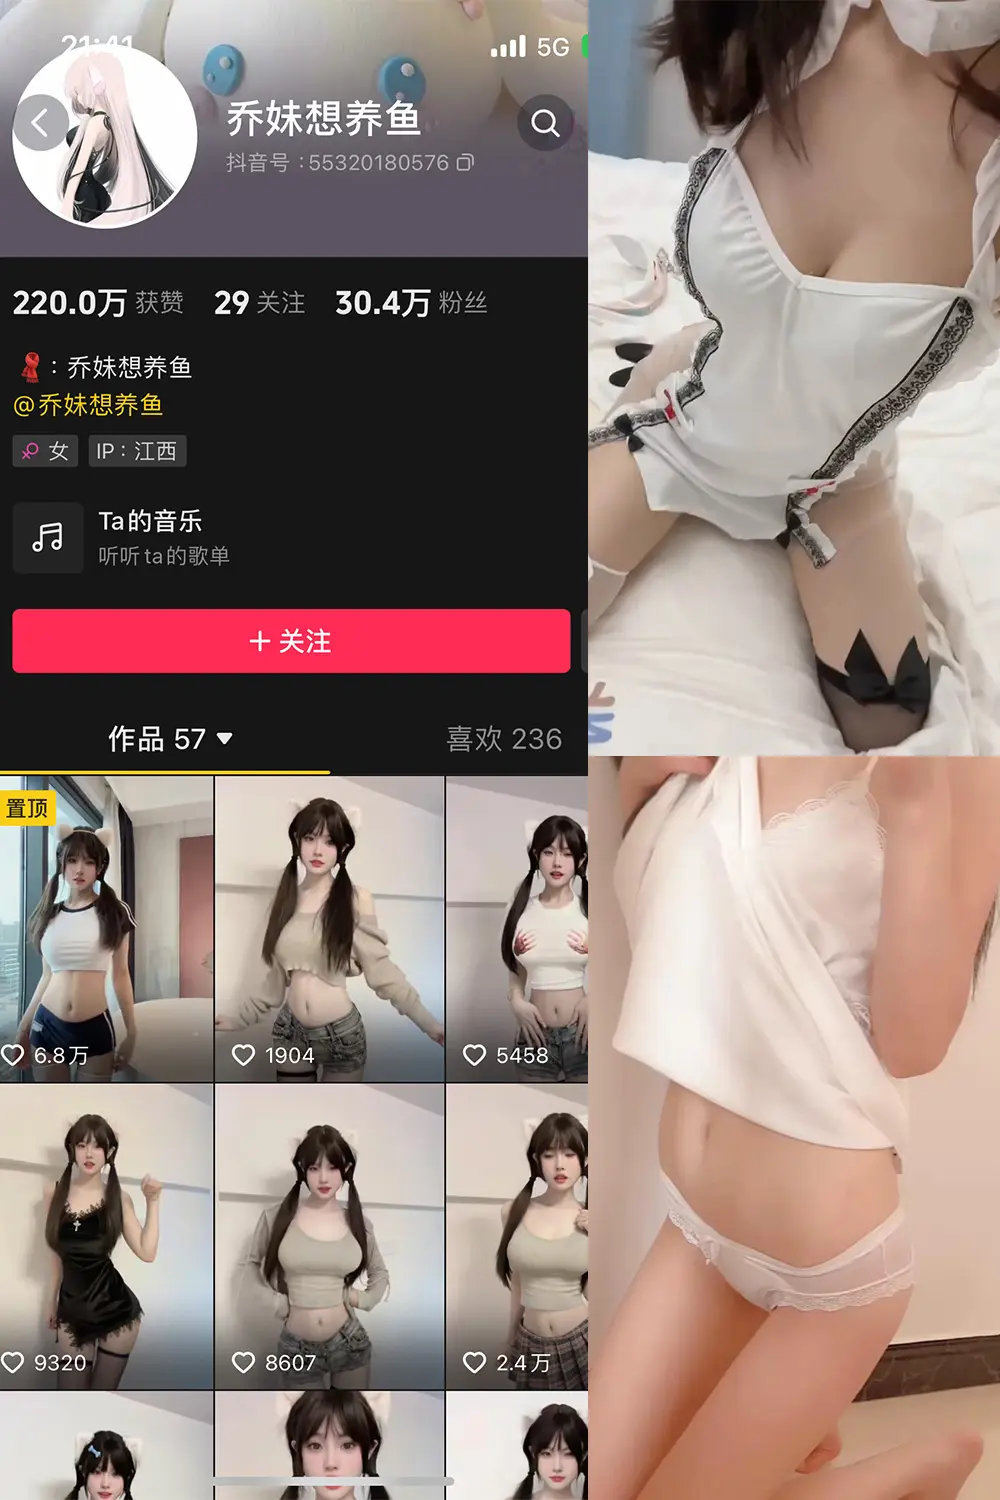 21:41
5G
乔妹想养鱼
抖音号：55320180576
220.0万 获赞 29 关注 30.4万 粉丝
：乔妹想养鱼
@乔妹想养鱼
女 IP：江西
Ta的音乐
听听ta的歌单
+ 关注
作品 57 喜欢 236
置顶
6.8万 1904 5458
9320 8607 2.4万